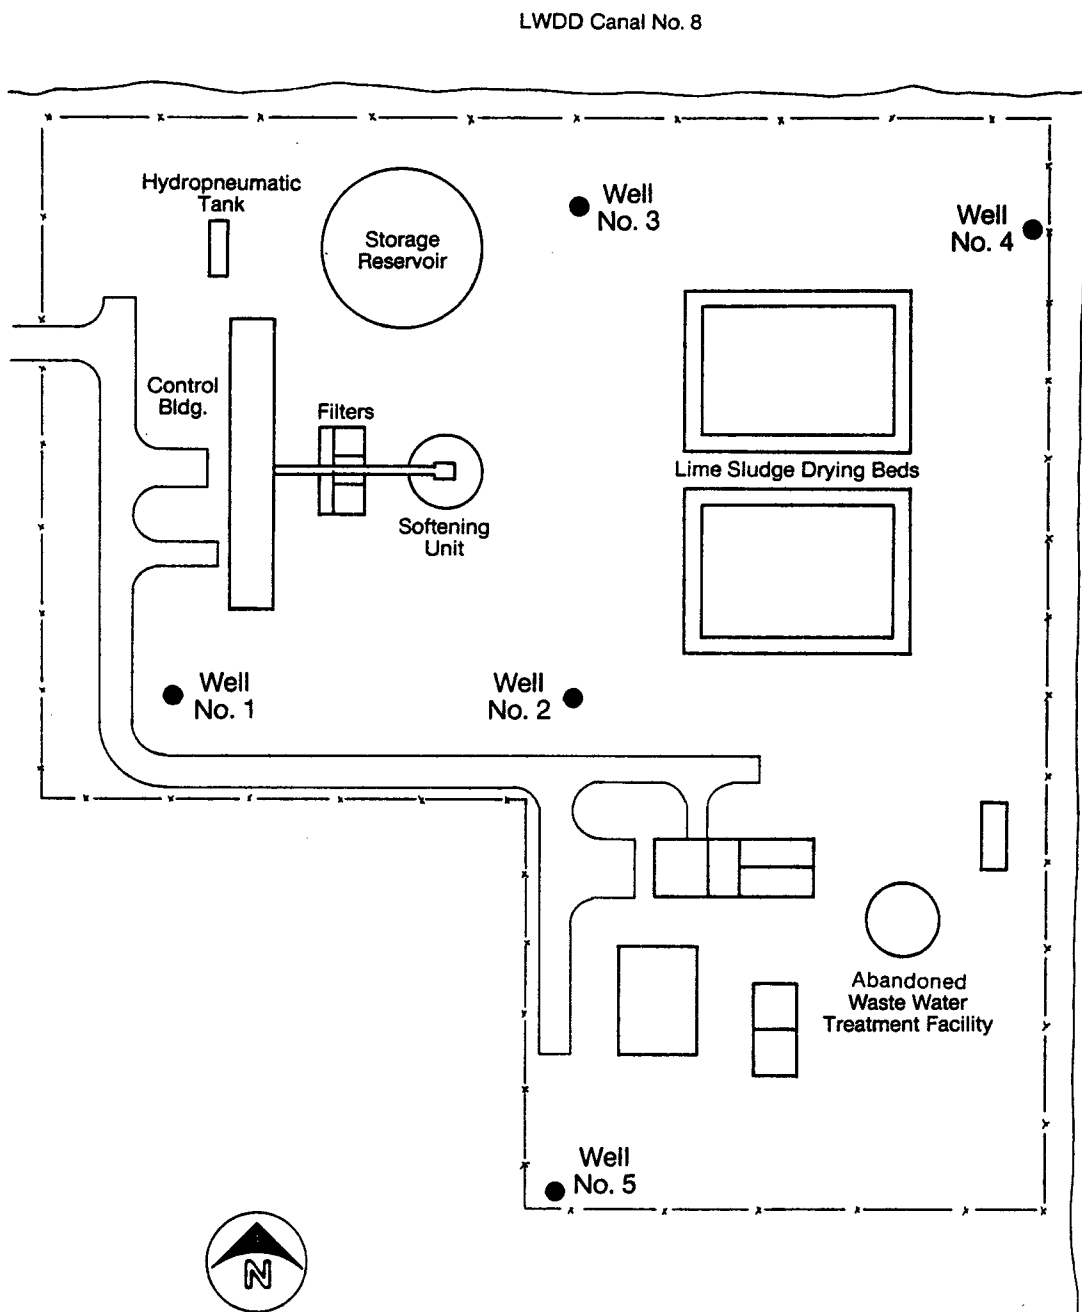 LWDD Canal No. 8
Hydropneumatic
Tank
Storage
Reservoir
Well
No. 3
Well
No. 4
Control
Bldg.
Filters
Softening
Unit
Lime Sludge Drying Beds
Well
No. 1
Well
No. 2
Abandoned
Waste Water
Treatment Facility
Well
No. 5
N